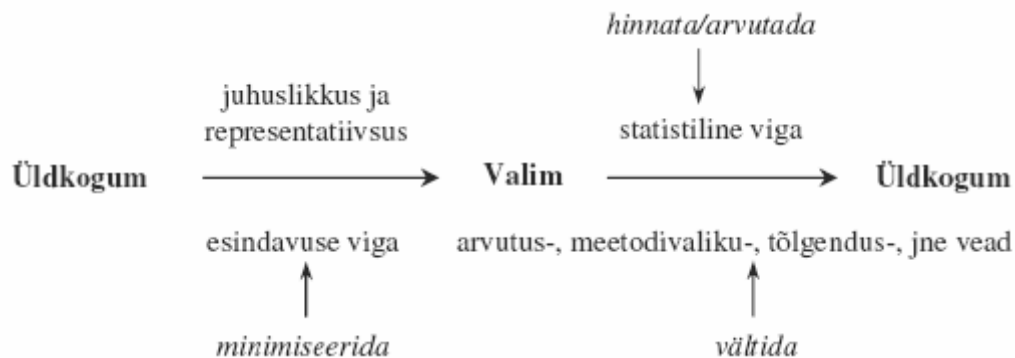 hinnata/arvutada
juhuslikkus ja
representatiivsus
statistiline viga
Üldkogum
Valim
Üldkogum
esindavuse viga
arvutus-, meetodivaliku-, tõlgendus-, jne vead
minimiseerida
vältida